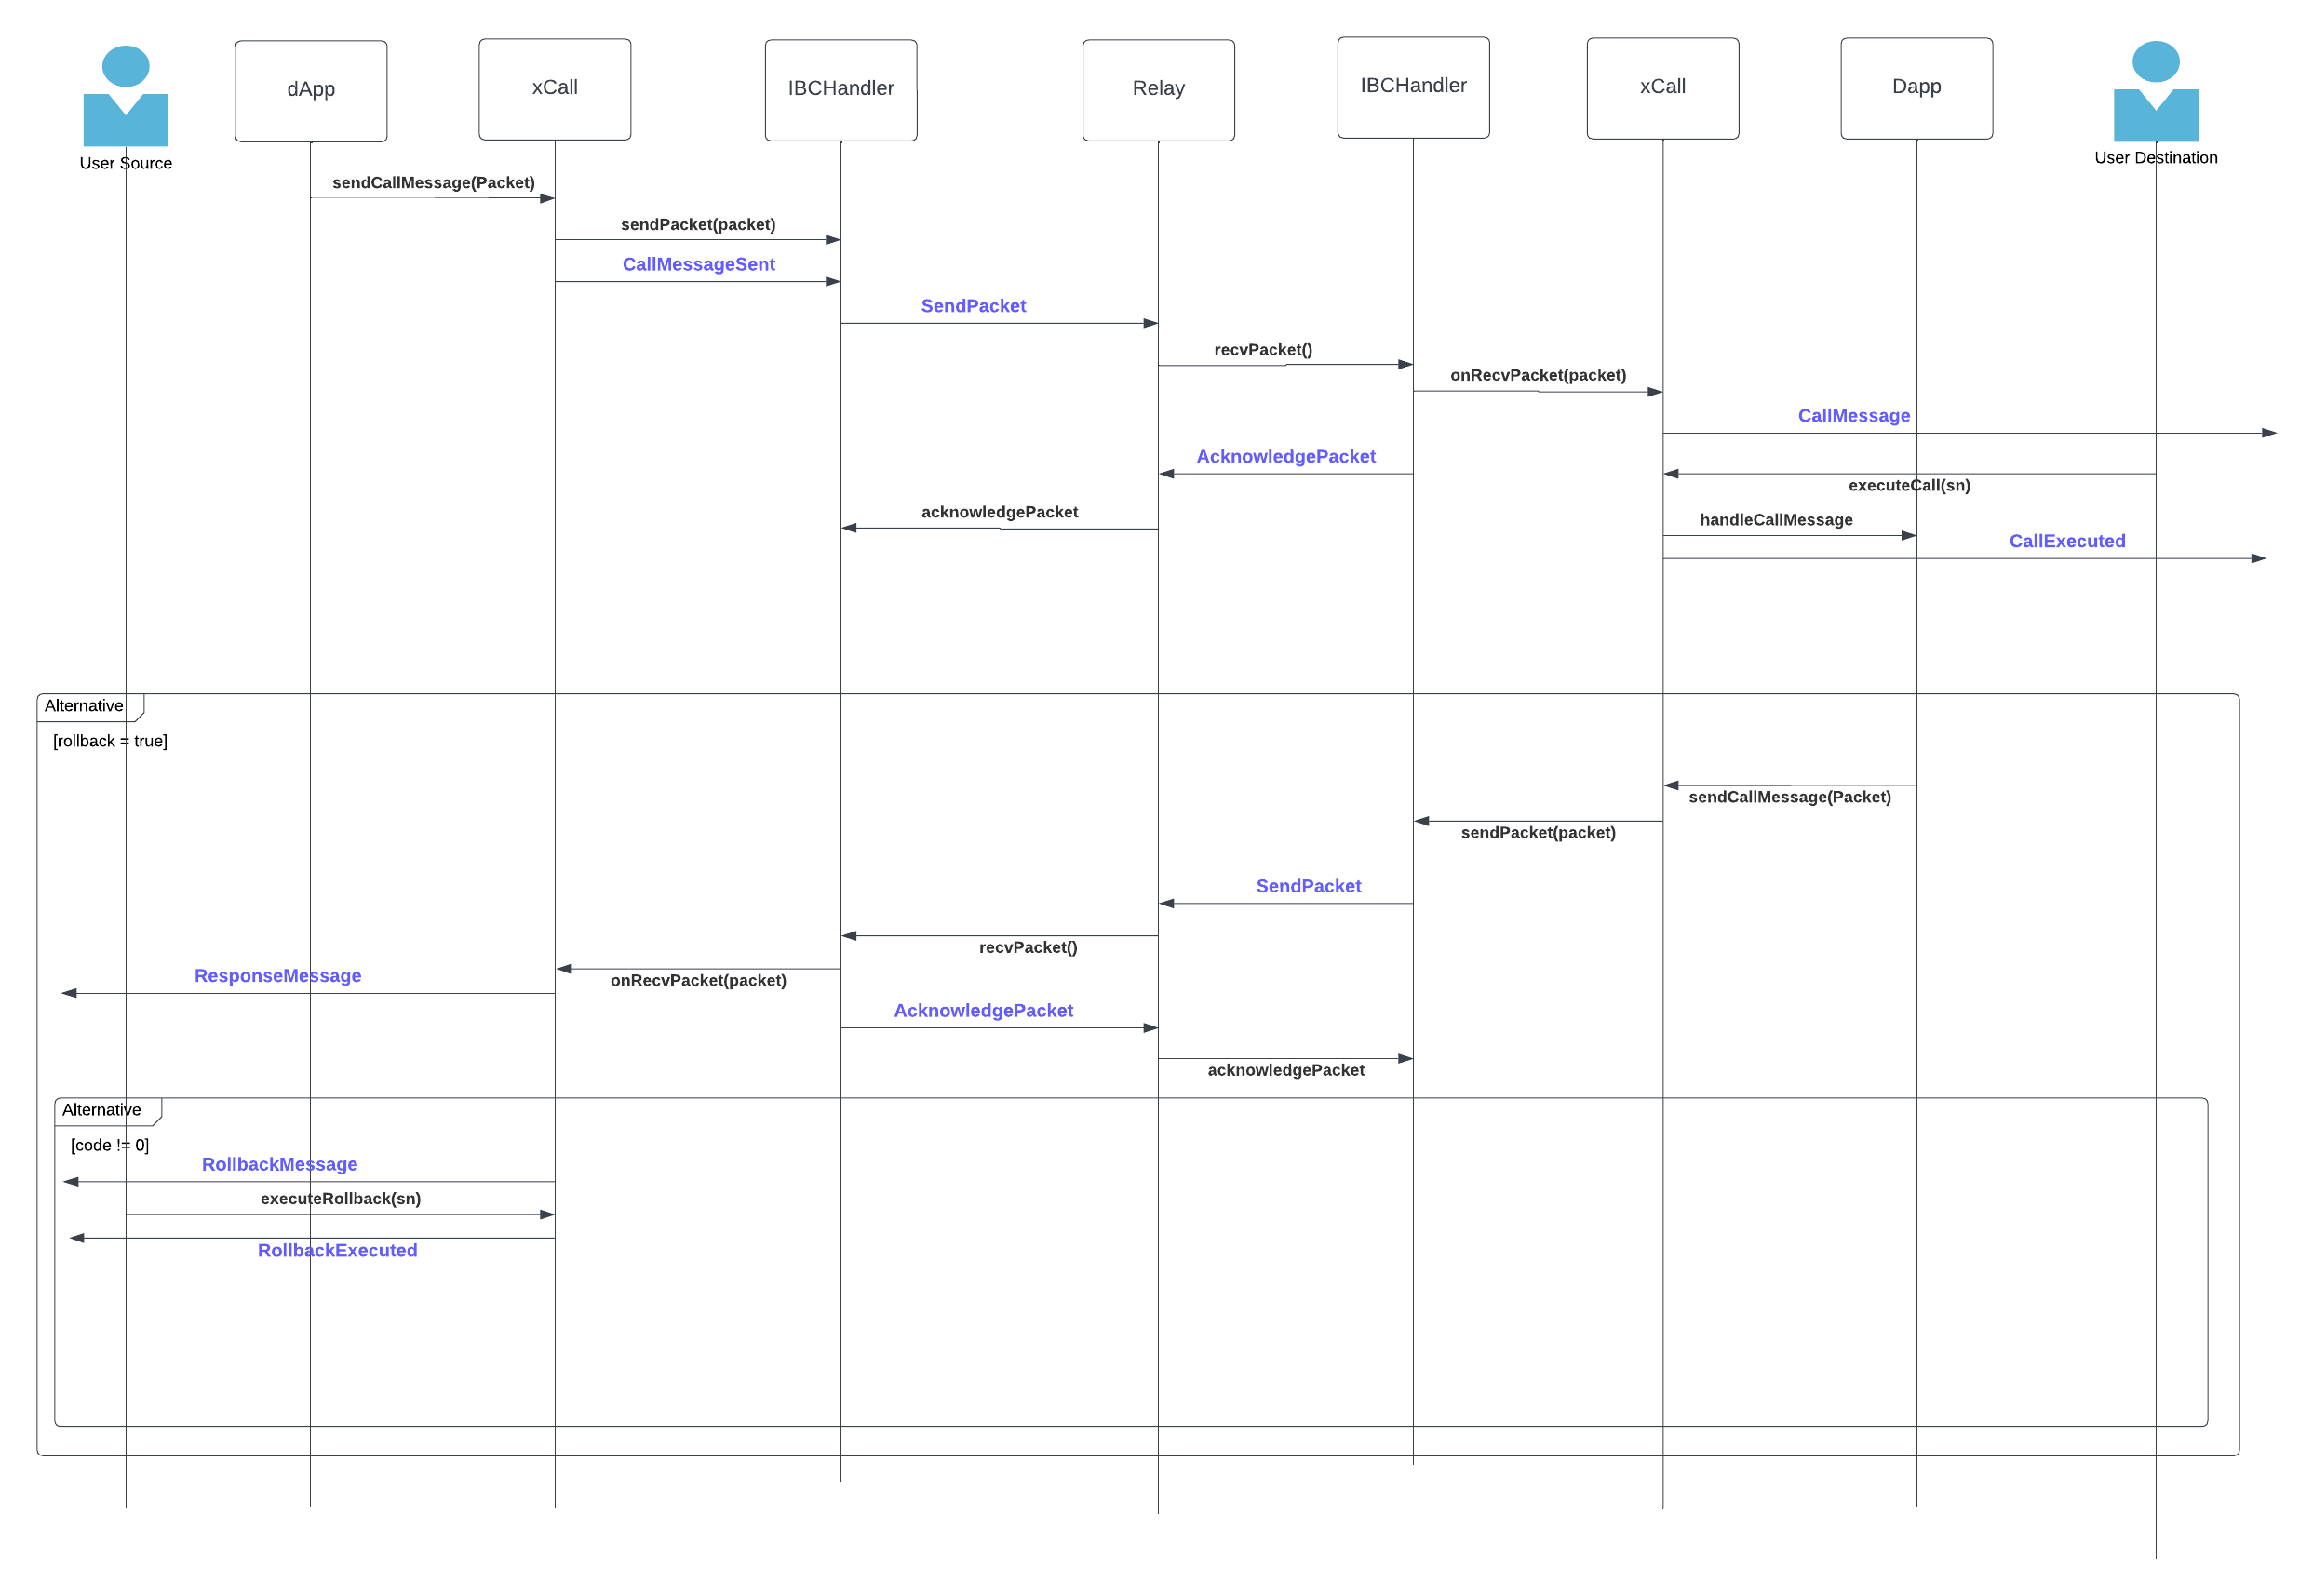 User Source
dApp
xCall
IBCHandler
Relay
IBCHandler
xCall
Dapp
User Destination
sendCallMessage(Packet)
sendPacket(packet)
CallMessageSent
SendPacket
recvPacket()
onRecvPacket(packet)
CallMessage
AcknowledgePacket
executeCall(sn)
acknowledgePacket
handleCallMessage
CallExecuted
Alternative
[rollback = true]
sendCallMessage(Packet)
sendPacket(packet)
SendPacket
recvPacket()
ResponseMessage
onRecvPacket(packet)
AcknowledgePacket
acknowledgePacket
Alternative
[code != 0]
RollbackMessage
executeRollback(sn)
RollbackExecuted